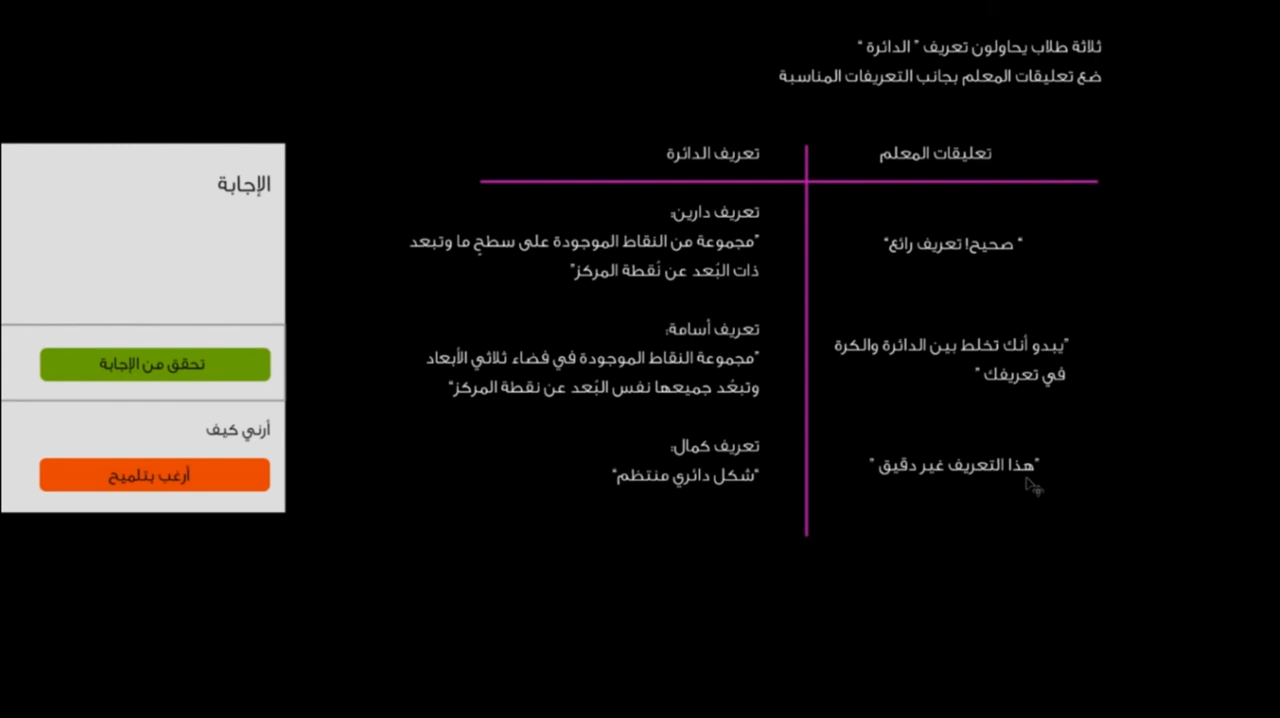 ثلاثة طلاب يحاولون تعريف " الدائرة "
ضع تعليقات المعلم بجانب التعريفات المناسبة
تعليقات المعلم
تعريف الدائرة
" صحيح! تعريف رائع"
تعريف دارين:
"مجموعة من النقاط الموجودة على سطحٍ ما وتبعد
ذات البُعد عن نُقطة المركز"
"يبدو أنك تخلط بين الدائرة والكرة
في تعريفك "
تعريف أسامة:
"مجموعة النقاط الموجودة في فضاء ثلاثي الأبعاد
وتبعُد جميعها نفس البُعد عن نقطة المركز"
"هذا التعريف غير دقيق "
تعريف كمال:
"شكل دائري منتظم"
الإجابة
تحقق من الإجابة
أرني كيف
أرغب بتلميح